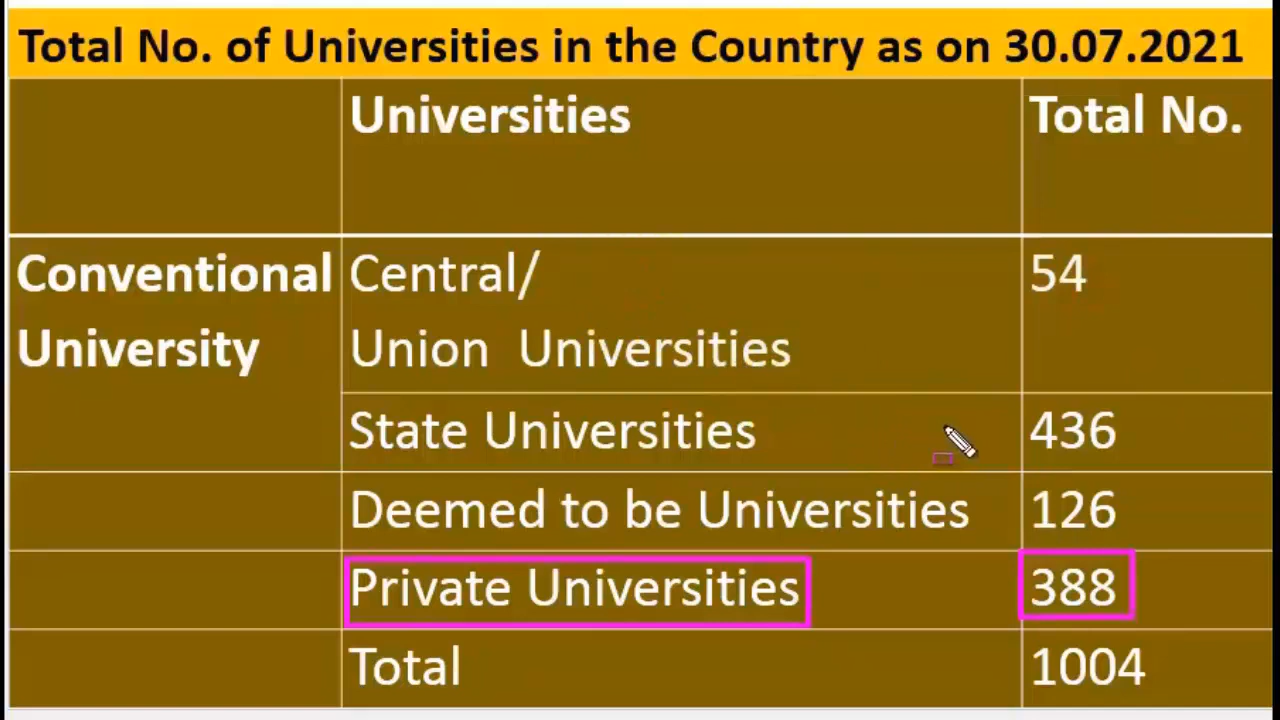 Total No. of Universities in the Country as on 30.07.2021
Universities Total No.
Conventional Central/ 54
University Union Universities
State Universities 436
Deemed to be Universities 126
Private Universities 388
Total 1004